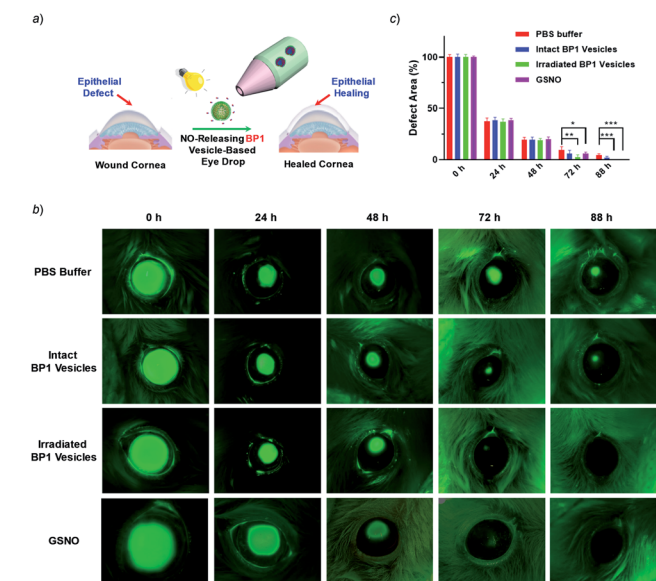 a)
Epithelial
Defect
Epithelial
Healing
NO-Releasing BP1
Vesicle-Based
Eye Drop
Wound Cornea
Healed Cornea
c)
PBS buffer
Intact BP1 Vesicles
Irradiated BP1 Vesicles
GSNO
Defect Area (%)
100
50
0
*
**
***
***
0 h
24 h
48 h
72 h
88 h
b)
0 h
24 h
48 h
72 h
88 h
PBS Buffer
Intact
BP1 Vesicles
Irradiated
BP1 Vesicles
GSNO